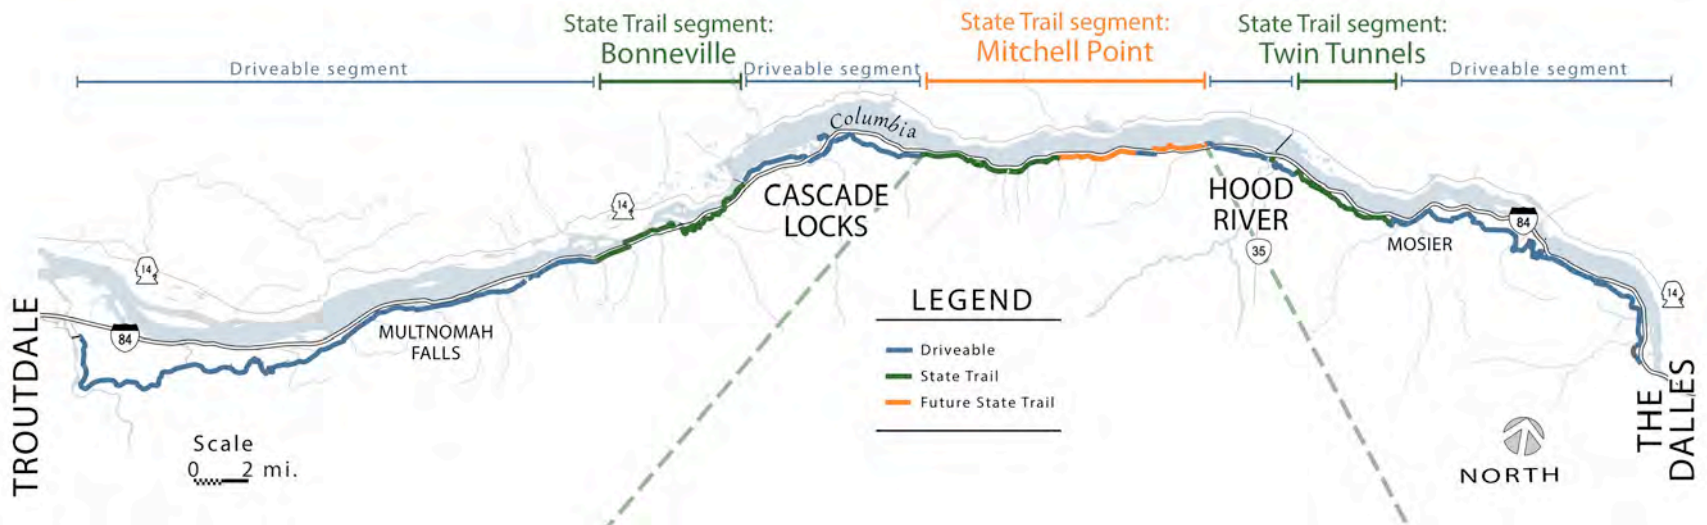 State Trail segment:
Bonneville
State Trail segment:
Mitchell Point
State Trail segment:
Twin Tunnels
Driveable segment
Driveable segment
Driveable segment
Columbia
14
14
14
84
84
35
CASCADE
LOCKS
HOOD
RIVER
MOSIER
MULTNOMAH
FALLS
TROUTDALE
THE
DALLES
LEGEND
Driveable
State Trail
Future State Trail
Scale
0 2 mi.
NORTH